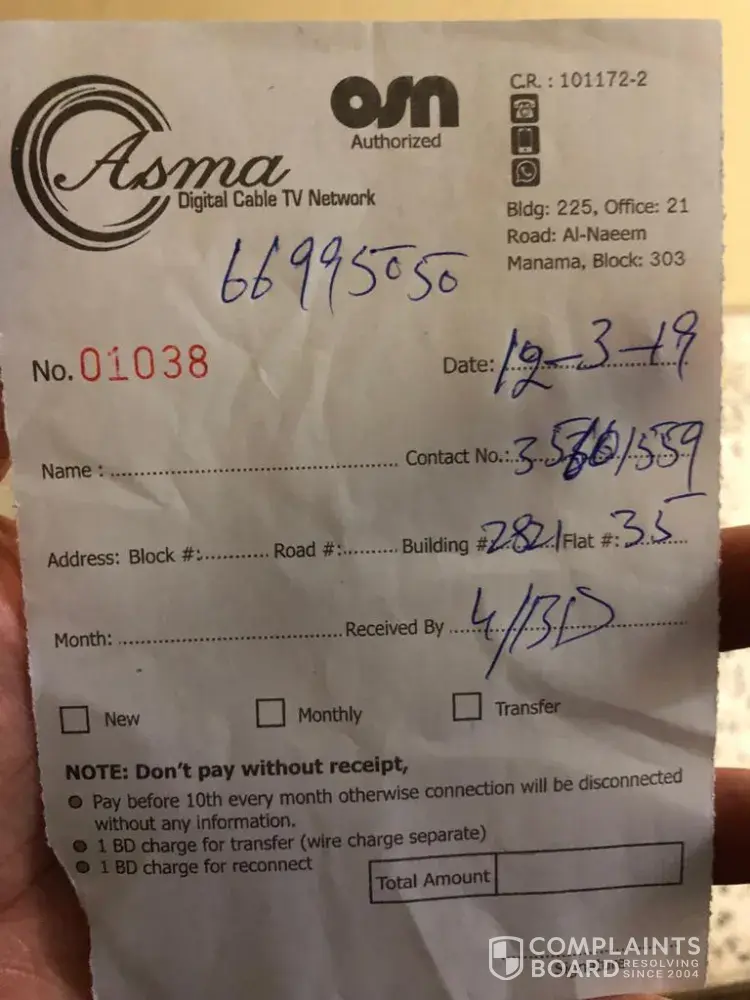 osn
Authorized
C.R. : 101172-2
Asma
Digital Cable TV Network
Bldg: 225, Office: 21
Road: Al-Naeem
Manama, Block: 303
66995050
No. 01038
Date: 12-3-19
Name : Contact No.:
Address: Block #: Road #: Building # 2821 Flat #: 35
Month: Received By 4/BD
New Monthly Transfer
NOTE: Don't pay without receipt,
Pay before 10th every month otherwise connection will be disconnected
without any information.
1 BD charge for transfer (wire charge separate)
1 BD charge for reconnect
Total Amount
COMPLAINTS
BOARD RESOLVING
SINCE 2004